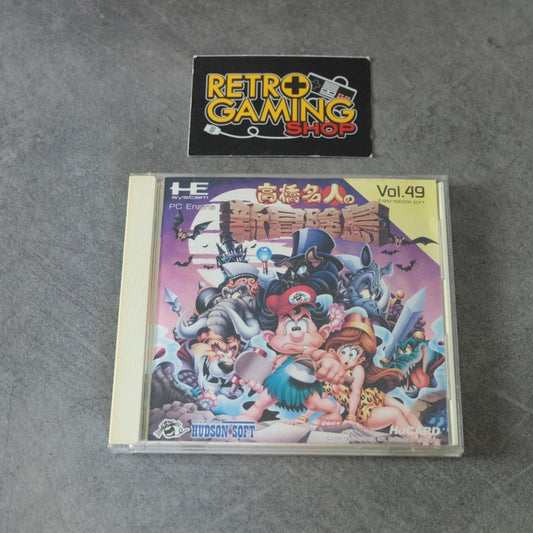 RETRO
GAMING
SHOP
HE
system
PC Engine
高橋名人の
新冒険島
Vol.49
HUDSON SOFT
HuCARD